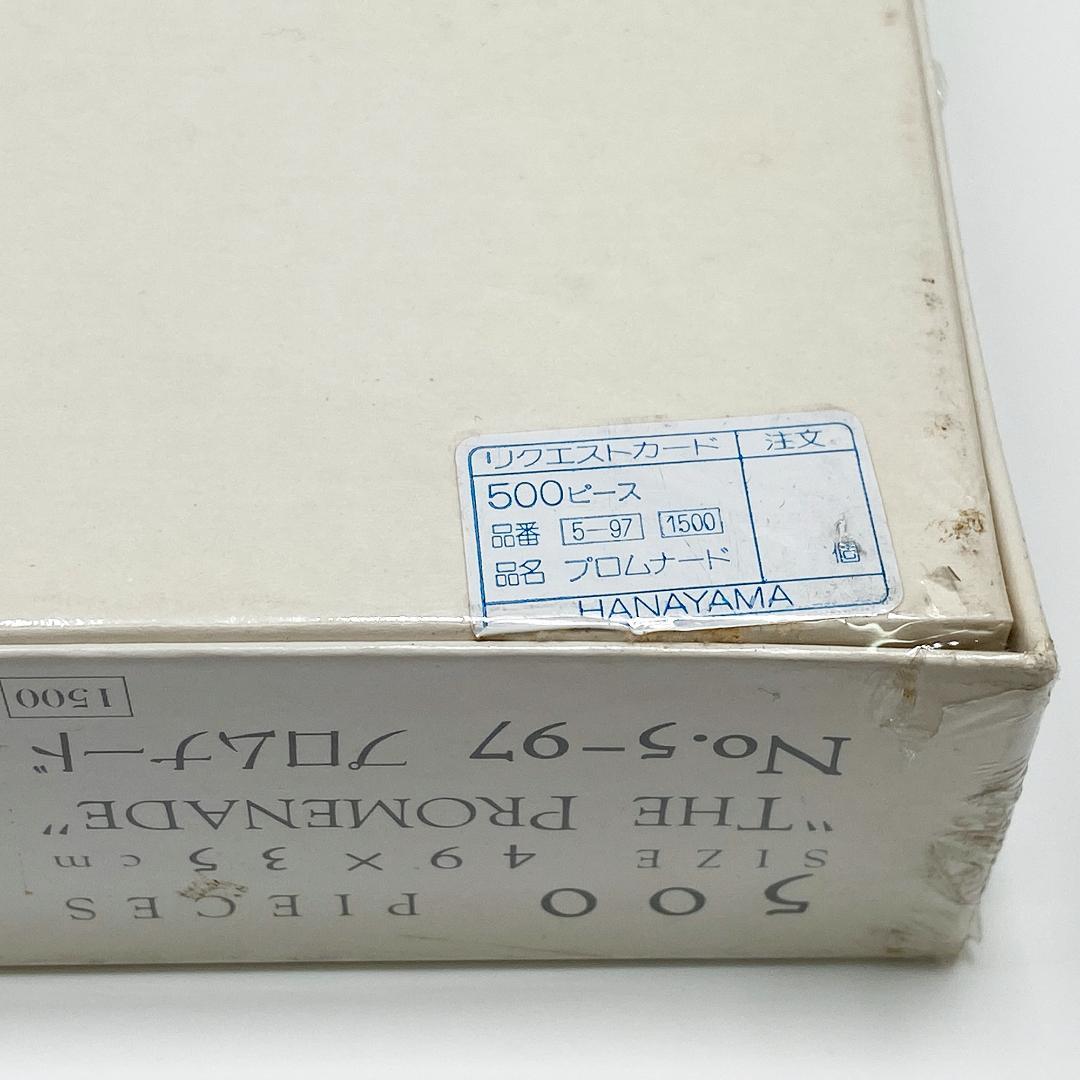 リクエストカード 注文
500ピース
品番 5-97 1500
品名 プロムナード 個
HANAYAMA
500 PIECES
SIZE 49×35cm
"THE PROMENADE"
No.5-97 プロムナード
1500